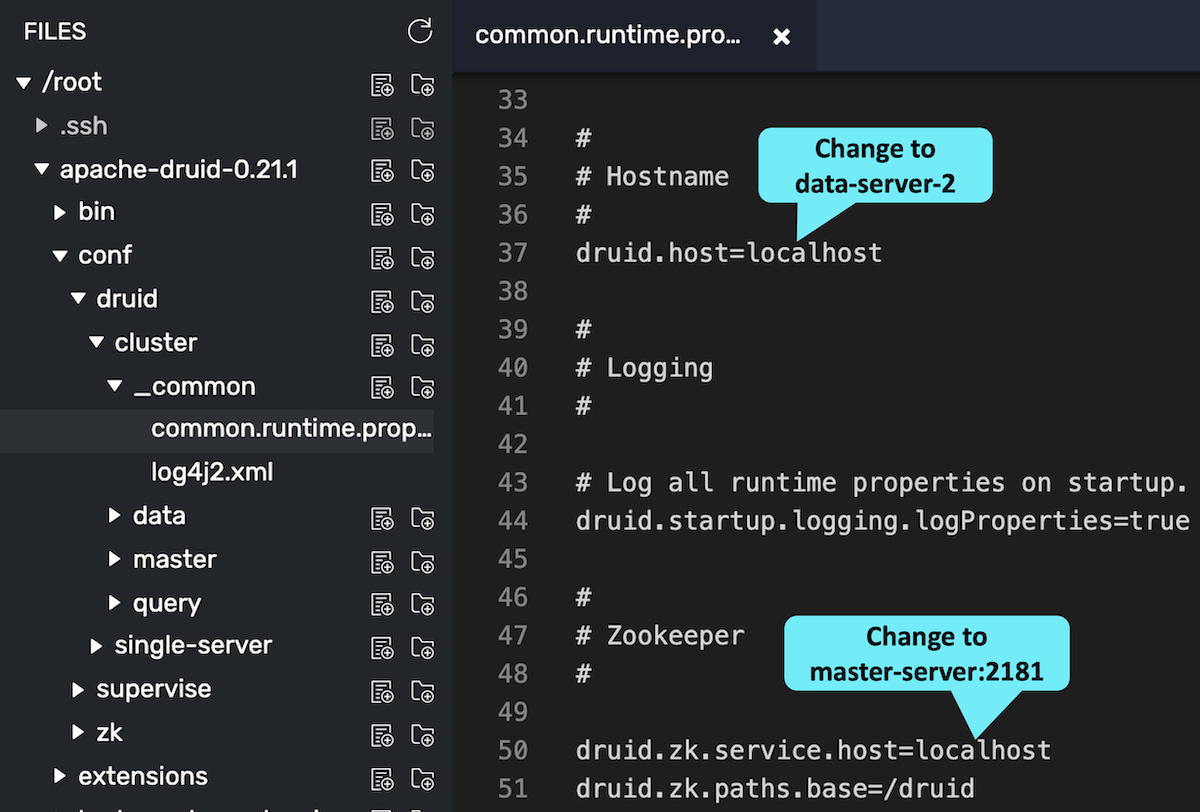 FILES
/root
.ssh
apache-druid-0.21.1
bin
conf
druid
cluster
_common
common.runtime.prop...
log4j2.xml
data
master
query
single-server
supervise
zk
extensions
common.runtime.pro...
33
34 #
35 # Hostname
36 #
37 druid.host=localhost
38
39 #
40 # Logging
41 #
42
43 # Log all runtime properties on startup.
44 druid.startup.logging.logProperties=true
45
46 #
47 # Zookeeper
48 #
49
50 druid.zk.service.host=localhost
51 druid.zk.paths.base=/druid
Change to
data-server-2
Change to
master-server:2181